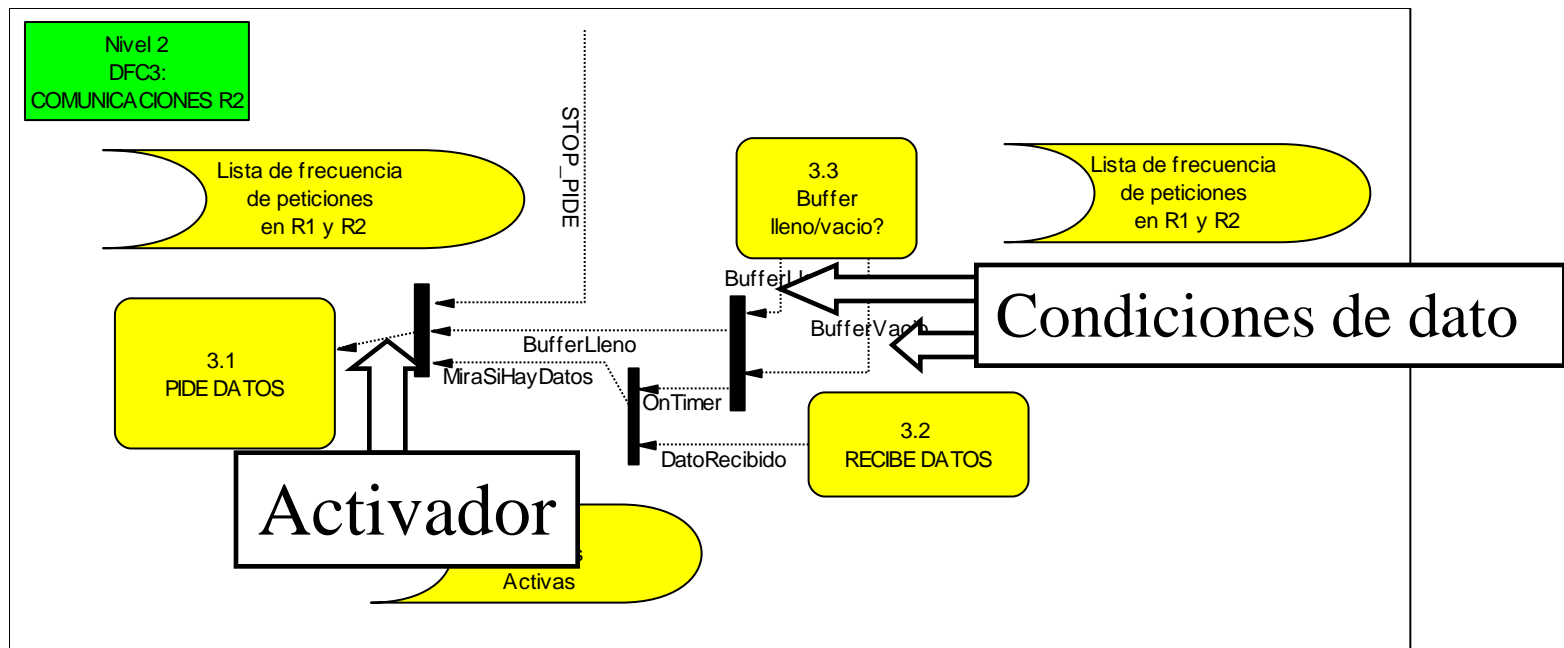 Nivel 2
DFC3:
COMUNICACIONES R2
STOP_PIDE
Lista de frecuencia
de peticiones
en R1 y R2
3.3
Buffer
lleno/vacio?
Lista de frecuencia
de peticiones
en R1 y R2
BufferLl
BufferVacio
Condiciones de dato
3.1
PIDE DATOS
BufferLleno
MiraSiHayDatos
OnTimer
DatoRecibido
3.2
RECIBE DATOS
Activador
Activas